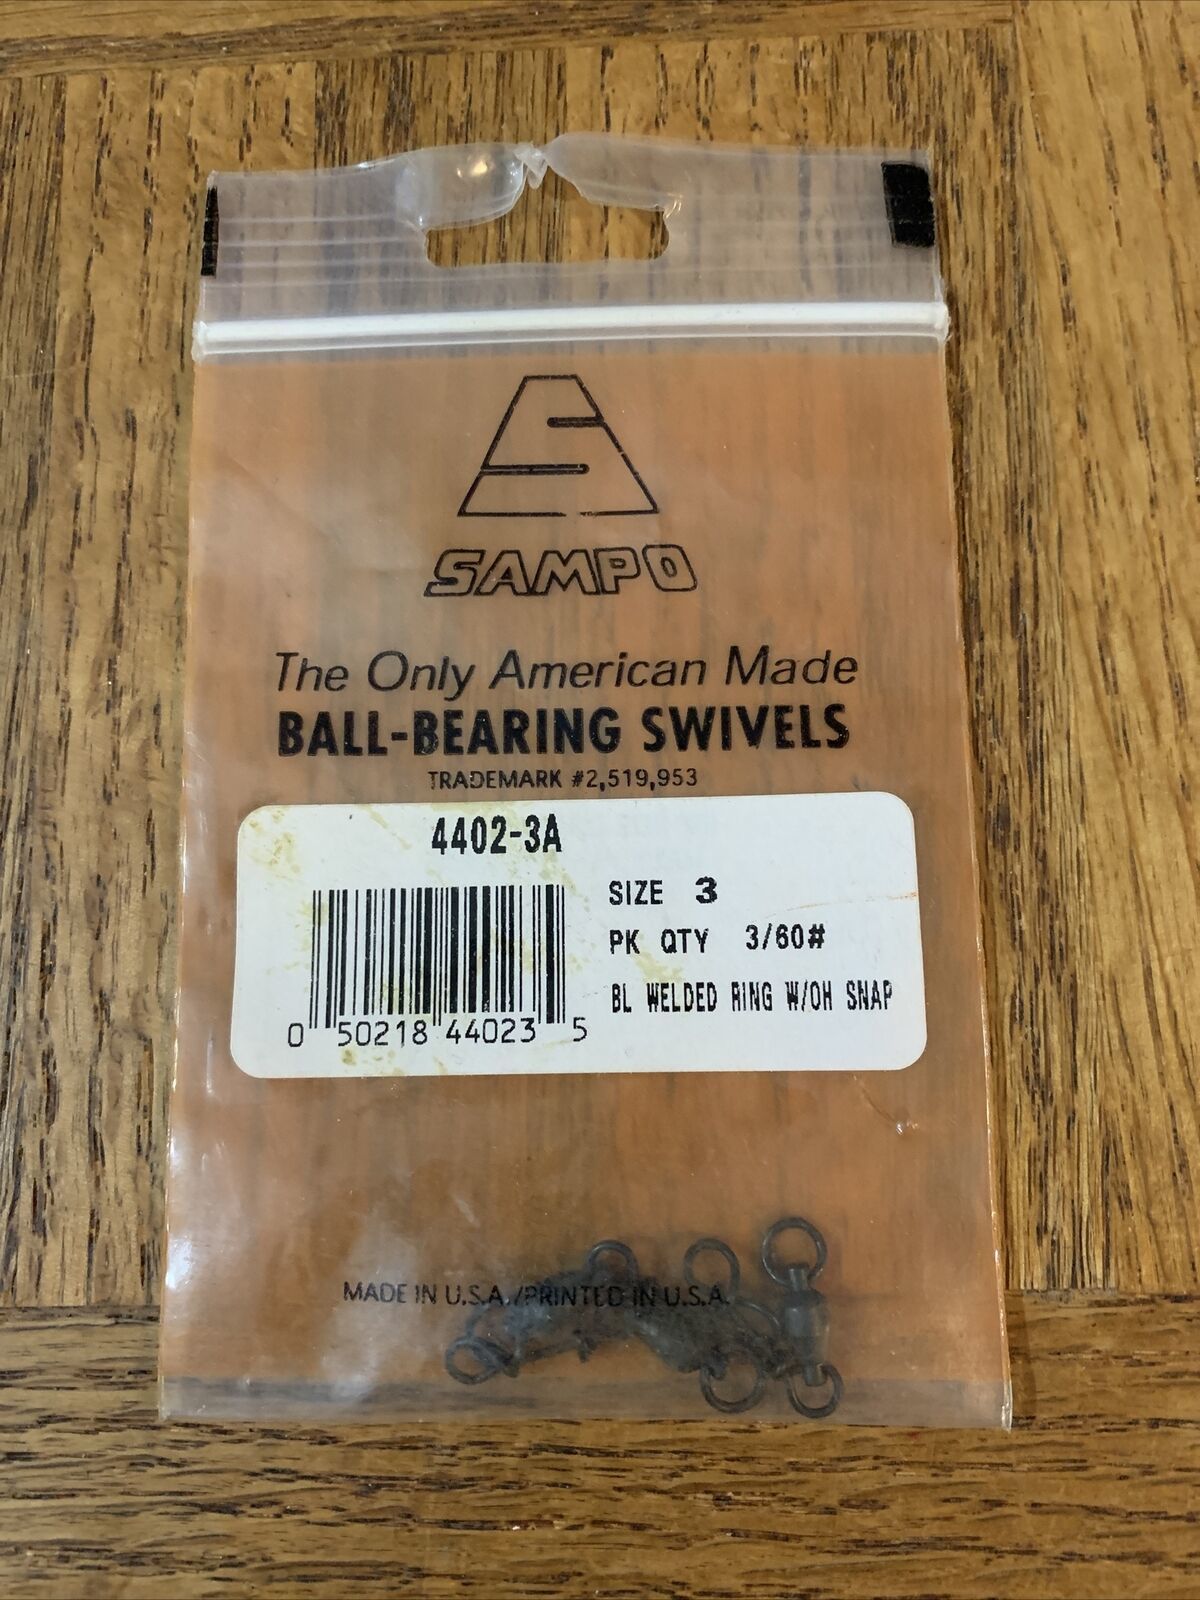 S
SAMPO
The Only American Made
BALL-BEARING SWIVELS
TRADEMARK #2,519,953
4402-3A
SIZE 3
PK QTY 3/60#
BL WELDED RING W/OH SNAP
0 50218 44023 5
MADE IN U.S.A./PRINTED IN U.S.A.